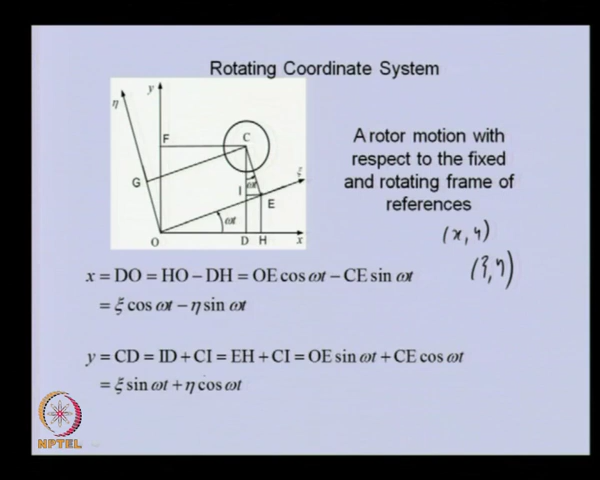 Rotating Coordinate System
y
η
F
C
G
ξ
ωt
I
E
ωt
O
D H x
A rotor motion with
respect to the fixed
and rotating frame of
references
(x, y)
(ξ, η)
x = DO = HO − DH = OE cos ωt − CE sin ωt
= ξ cos ωt − η sin ωt
y = CD = ID + CI = EH + CI = OE sin ωt + CE cos ωt
= ξ sin ωt + η cos ωt
NPTEL